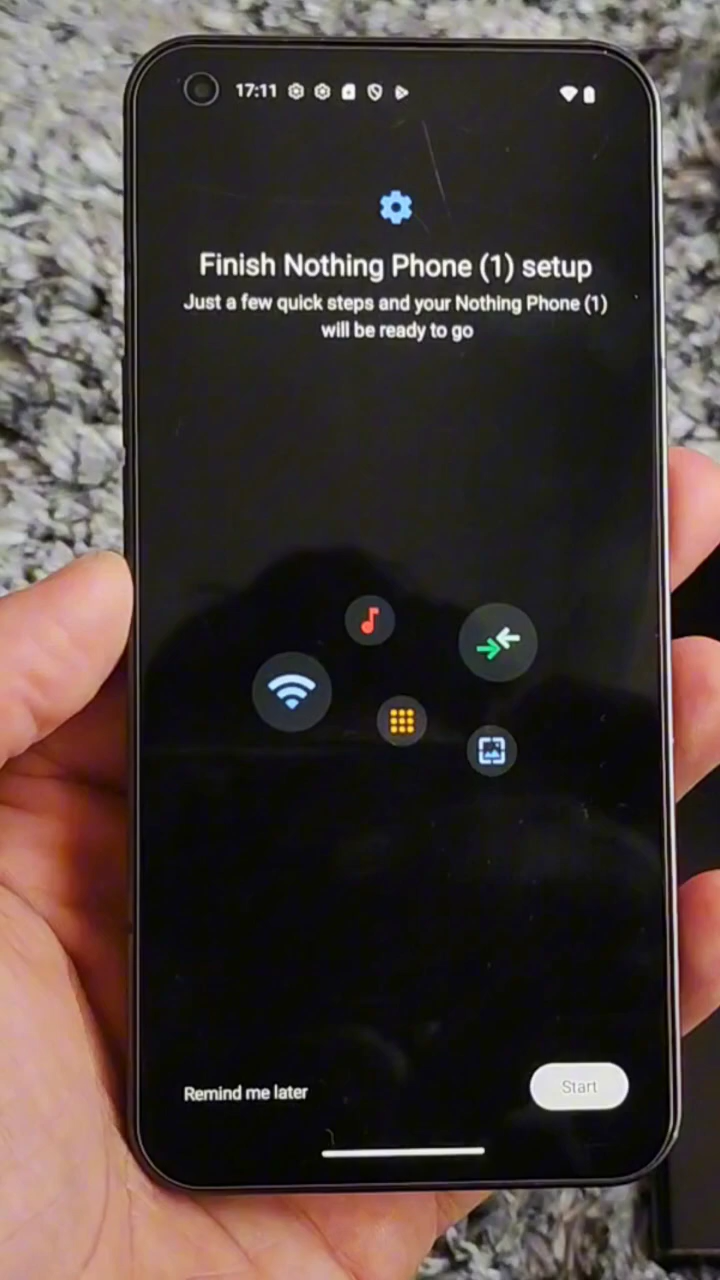 17:11
Finish Nothing Phone (1) setup
Just a few quick steps and your Nothing Phone (1)
will be ready to go
Remind me later
Start